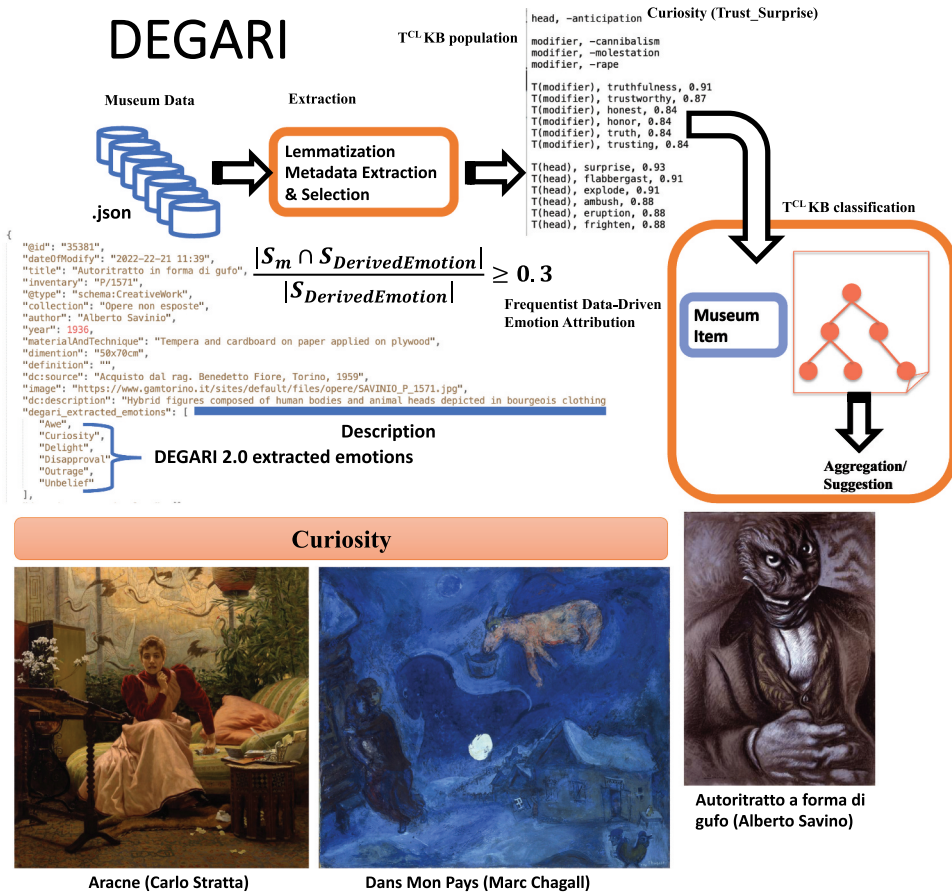 DEGARI
Museum Data
.json
Extraction
Lemmatization
Metadata Extraction
& Selection
T^CL KB population
Curiosity (Trust_Surprise)
head, -anticipation
modifier, -cannibalism
modifier, -molestation
modifier, -rape
T(modifier), truthfulness, 0.91
T(modifier), trustworthy, 0.87
T(modifier), honest, 0.84
T(modifier), honor, 0.84
T(modifier), truth, 0.84
T(modifier), trusting, 0.84
T(head), surprise, 0.93
T(head), flabbergast, 0.91
T(head), explode, 0.91
T(head), ambush, 0.88
T(head), eruption, 0.88
T(head), frighten, 0.88
T^CL KB classification
Museum
Item
Aggregation/
Suggestion
|S_m ∩ S_DerivedEmotion| / |S_DerivedEmotion| ≥ 0.3
Frequentist Data-Driven
Emotion Attribution
{
"@id": "35381",
"dateOfModify": "2022-22-21 11:39",
"title": "Autoritratto in forma di gufo",
"inventary": "P/1571",
"@type": "schema:CreativeWork",
"collection": "Opere non esposte",
"author": "Alberto Savinio",
"year": 1936,
"materialAndTechnique": "Tempera and cardboard on paper applied on plywood",
"dimention": "50x70cm",
"definition": "",
"dc:source": "Acquisto dal rag. Benedetto Fiore, Torino, 1959",
"image": "https://www.gamtorino.it/sites/default/files/opere/SAVINIO_P_1571.jpg",
"dc:description": "Hybrid figures composed of human bodies and animal heads depicted in bourgeois clothing
"degari_extracted_emotions": [
"Awe",
"Curiosity",
"Delight",
"Disapproval"
"Outrage",
"Unbelief"
],
Description
DEGARI 2.0 extracted emotions
Curiosity
Aracne (Carlo Stratta)
Dans Mon Pays (Marc Chagall)
Autoritratto a forma di
gufo (Alberto Savino)